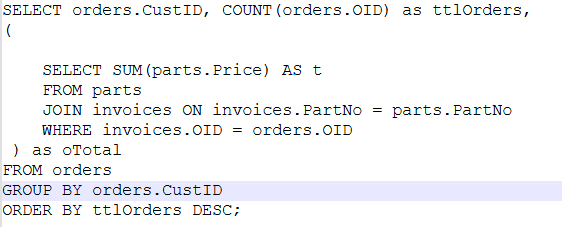 SELECT orders.CustID, COUNT(orders.OID) as ttlOrders,
(
SELECT SUM(parts.Price) AS t
FROM parts
JOIN invoices ON invoices.PartNo = parts.PartNo
WHERE invoices.OID = orders.OID
) as oTotal
FROM orders
GROUP BY orders.CustID
ORDER BY ttlOrders DESC;